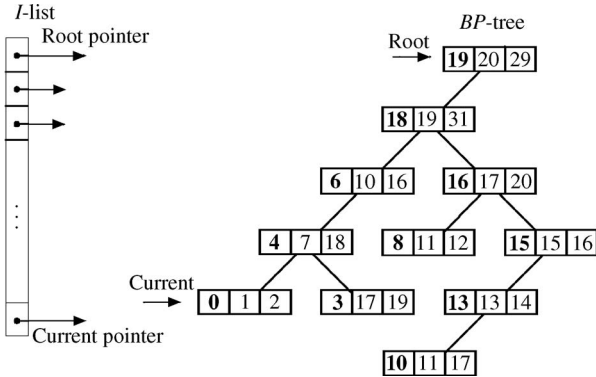 I-list
Root pointer
BP-tree
Root
19 20 29
18 19 31
6 10 16
16 17 20
4 7 18
8 11 12
15 15 16
Current
0 1 2
3 17 19
13 13 14
Current pointer
10 11 17